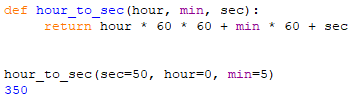 def hour_to_sec(hour, min, sec):
    return hour * 60 * 60 + min * 60 + sec
hour_to_sec(sec=50, hour=0, min=5)
350